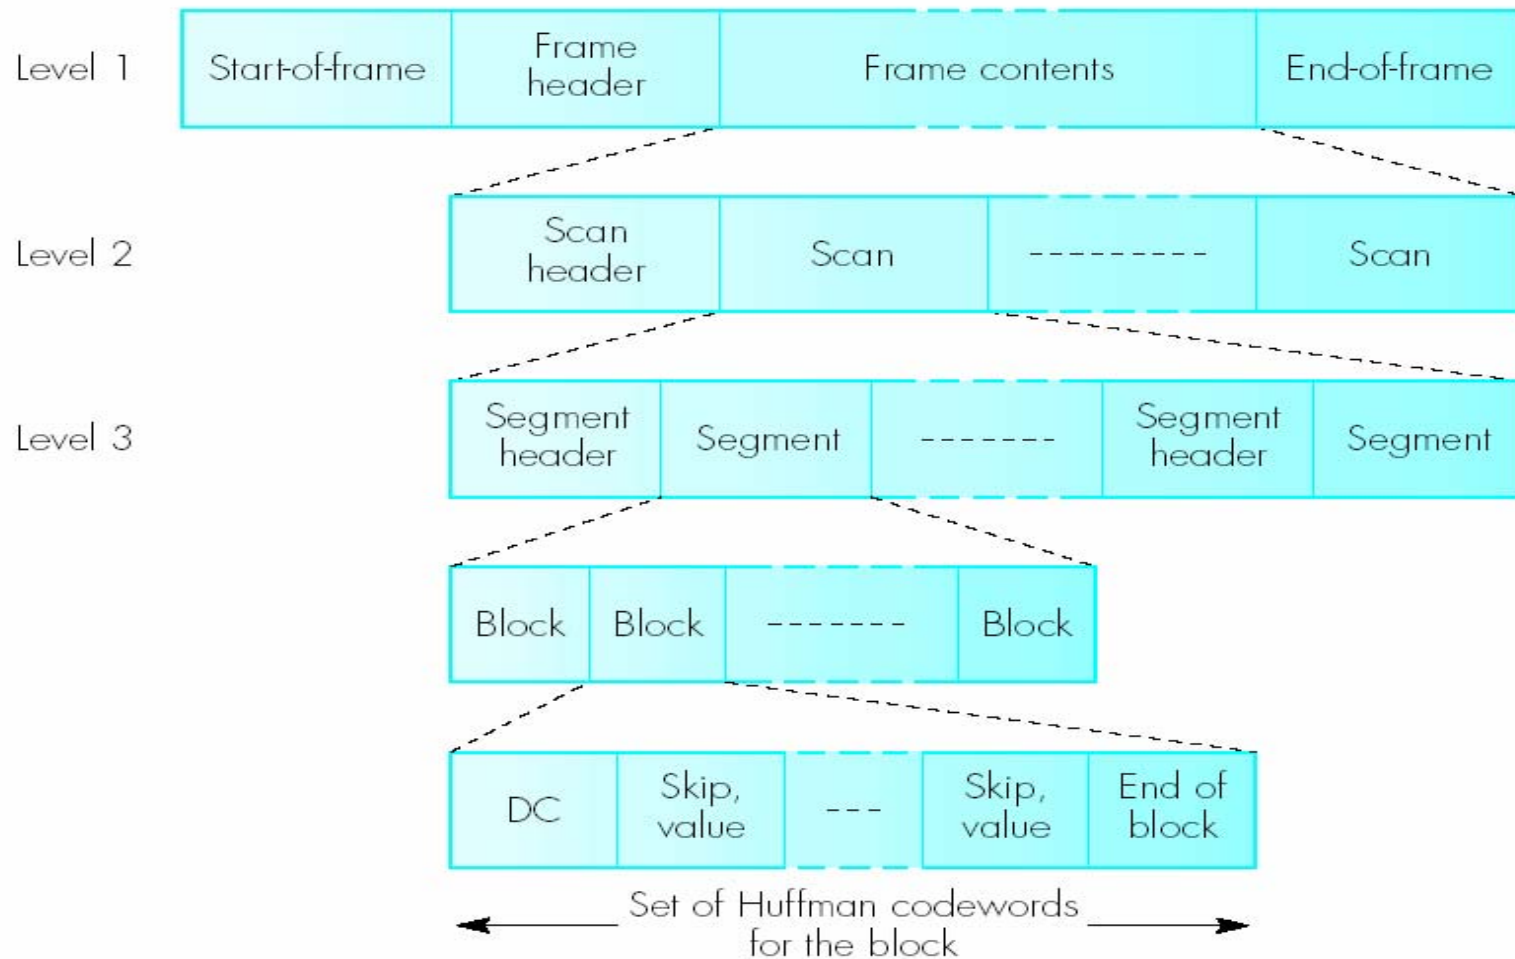 Level 1
Start-of-frame
Frame
header
Frame contents
End-of-frame
Level 2
Scan
header
Scan
---------
Scan
Level 3
Segment
header
Segment
-------
Segment
header
Segment
Block
Block
-------
Block
DC
Skip,
value
---
Skip,
value
End of
block
Set of Huffman codewords
for the block